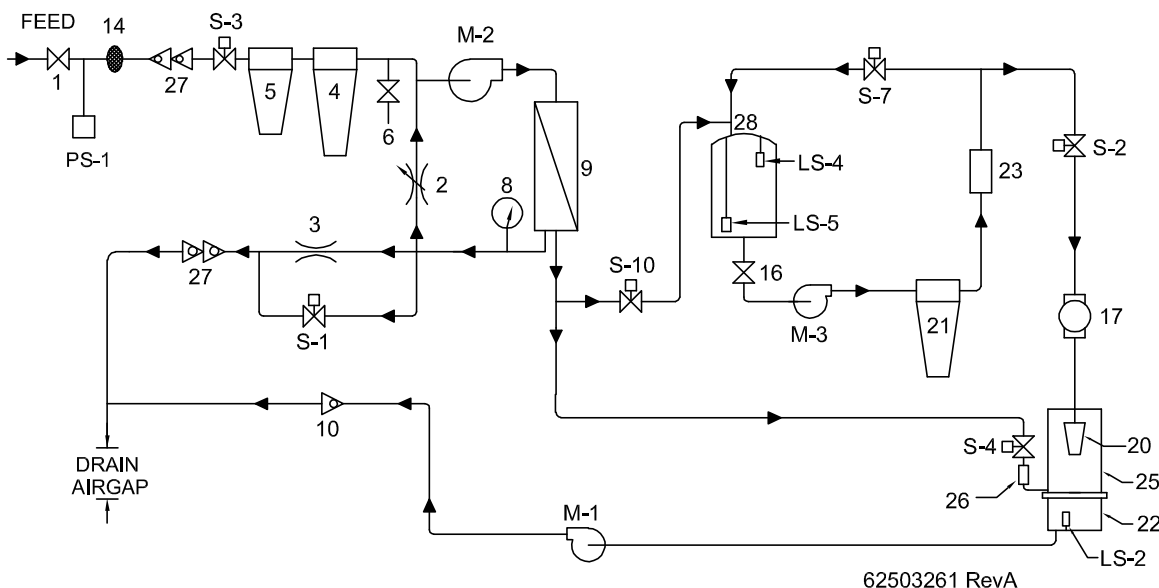 FEED
14
S-3
M-2
1
27
5
4
6
PS-1
2
8
9
3
27
S-1
S-10
28
LS-4
LS-5
16
M-3
21
S-7
23
S-2
17
10
DRAIN
AIRGAP
M-1
S-4
26
20
25
22
LS-2
62503261 RevA